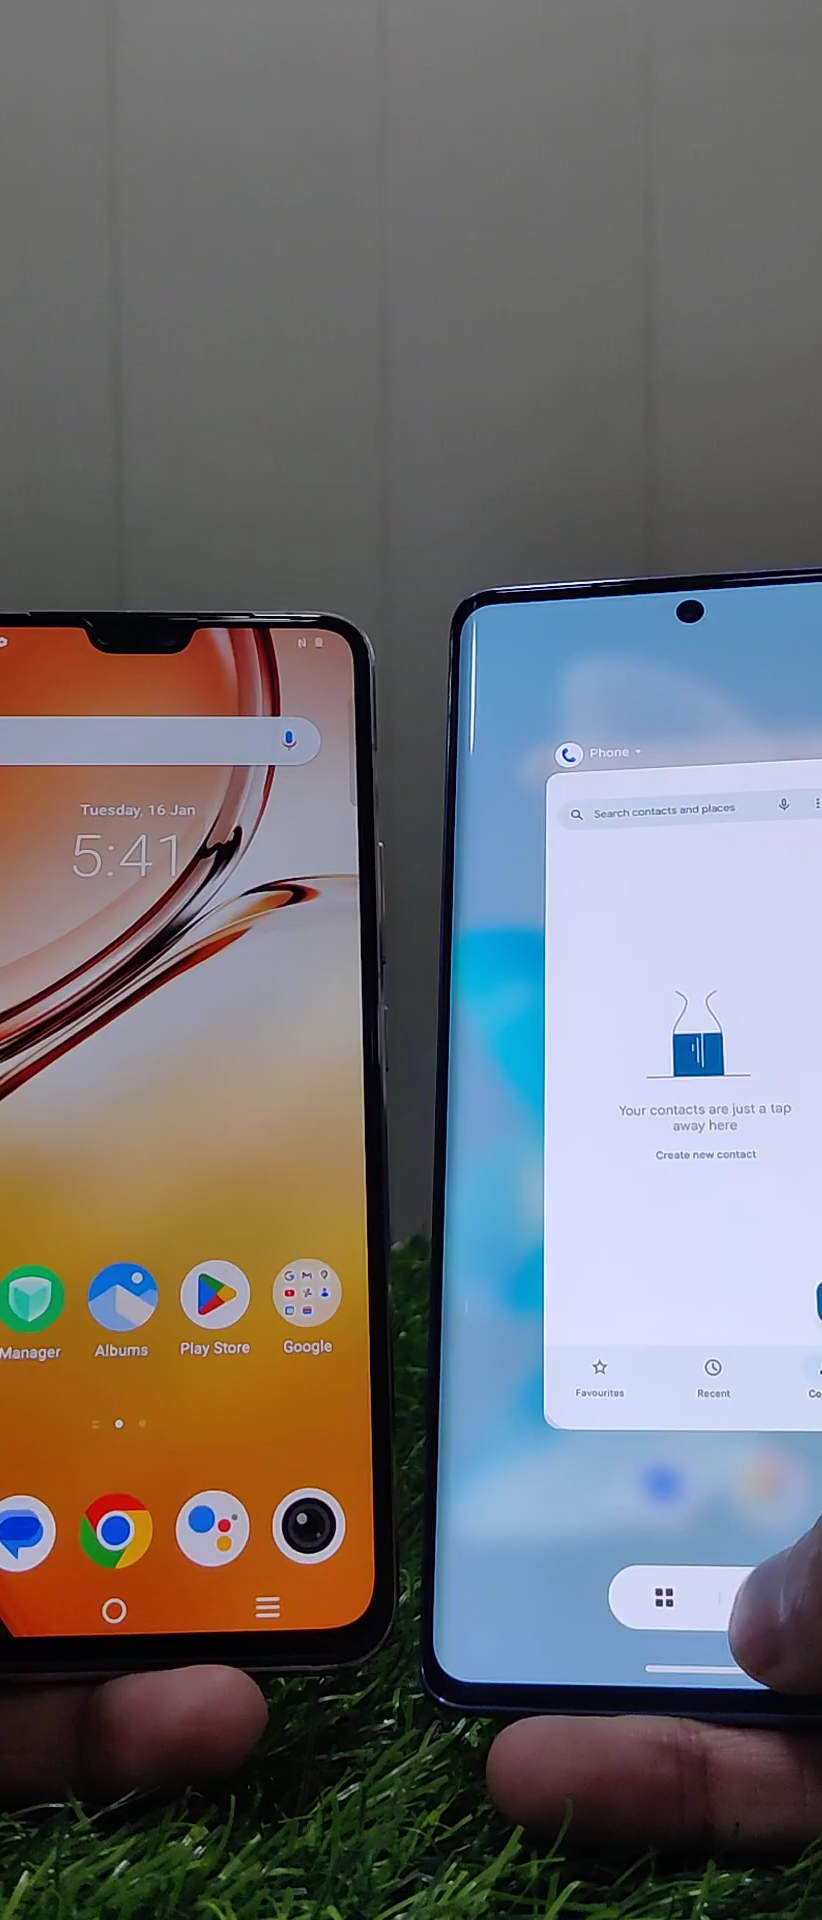 Tuesday, 16 Jan
5:41
Manager
Albums
Play Store
Google
Phone
Search contacts and places
Your contacts are just a tap
away here
Create new contact
Favourites
Recent
Co